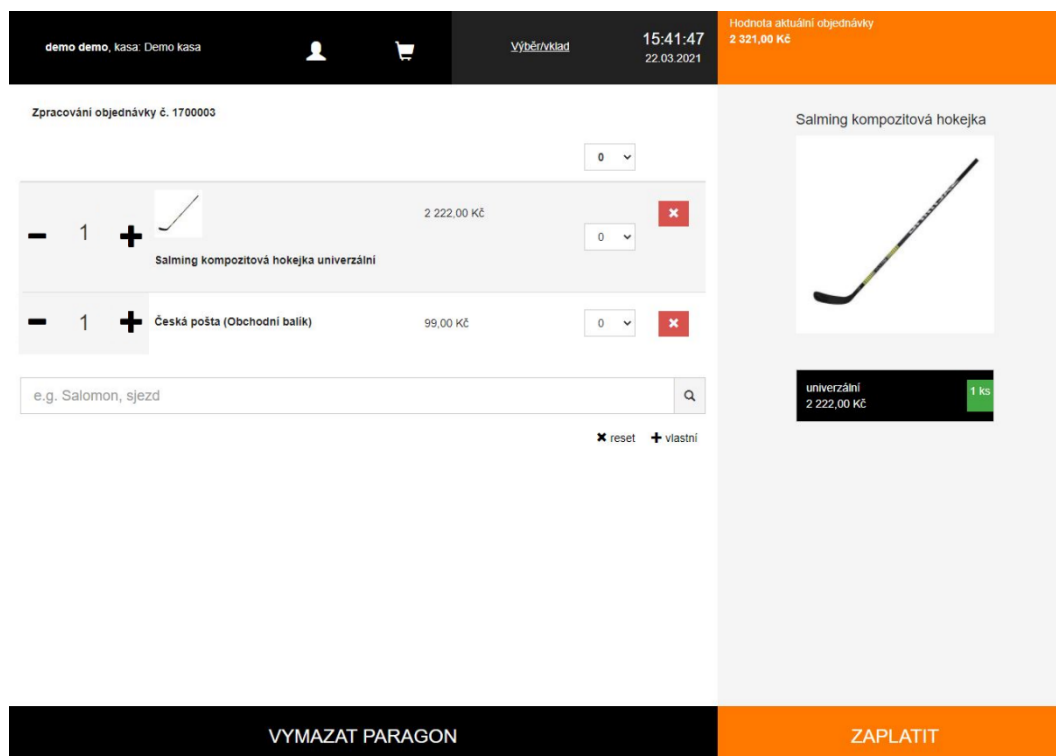 demo demo, kasa: Demo kasa
Výběr/vklad
15:41:47
22.03.2021
Hodnota aktuální objednávky
2 321,00 Kč
Zpracování objednávky č. 1700003
0
1
2 222,00 Kč
0
Salming kompozitová hokejka univerzální
1
Česká pošta (Obchodní balík)
99,00 Kč
0
e.g. Salomon, sjezd
reset
vlastní
Salming kompozitová hokejka
univerzální
2 222,00 Kč
1 ks
VYMAZAT PARAGON
ZAPLATIT